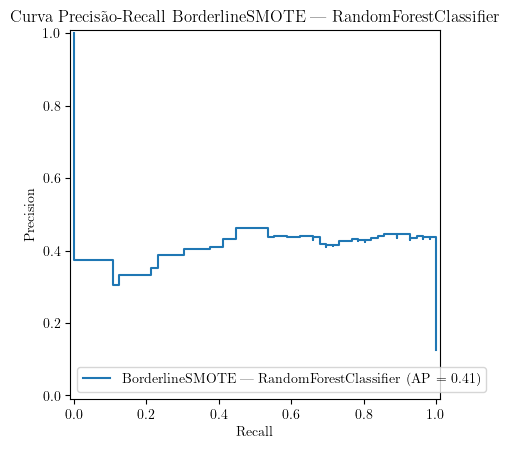 Curva Precisão-Recall BorderlineSMOTE — RandomForestClassifier
1.0
0.8
0.6
0.4
0.2
0.0
Precision
BorderlineSMOTE — RandomForestClassifier (AP = 0.41)
0.0 0.2 0.4 0.6 0.8 1.0
Recall